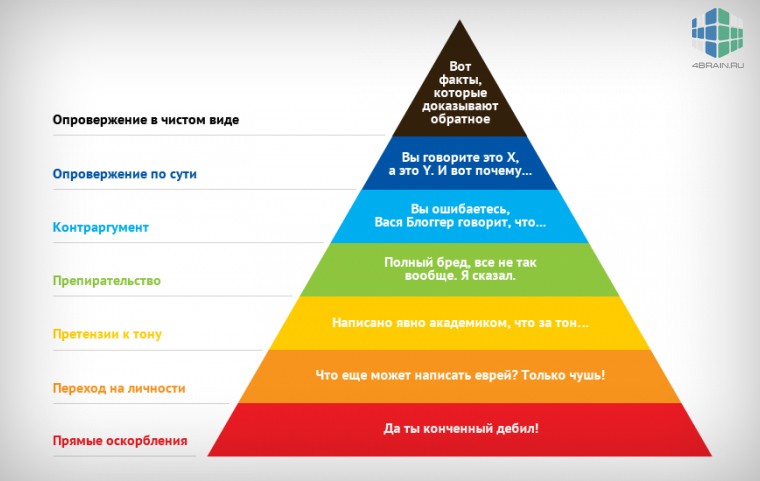 4BRAIN.RU
Вот
факты,
которые
доказывают
обратное
Опровержение в чистом виде
Вы говорите это X,
а это Y. И вот почему...
Опровержение по сути
Вы ошибаетесь,
Вася Блоггер говорит, что...
Контраргумент
Полный бред, все не так
вообще. Я сказал.
Препирательство
Написано явно академиком, что за тон...
Претензии к тону
Что еще может написать еврей? Только чушь!
Переход на личности
Да ты конченный дебил!
Прямые оскорбления